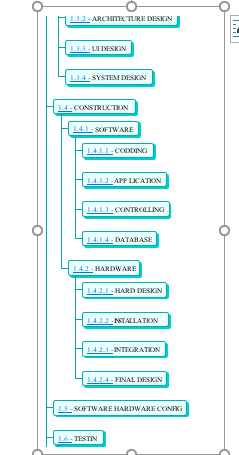 1.3.2 - ARCHITECTURE DESIGN
1.3.3 - UI DESIGN
1.3.4 - SYSTEM DESIGN
1.4 - CONSTRUCTION
1.4.1 - SOFTWARE
1.4.1.1 - CODDING
1.4.1.2 - APP LICATION
1.4.1.3 - CONTROLLING
1.4.1.4 - DATABASE
1.4.2 - HARDWARE
1.4.2.1 - HARD DESIGN
1.4.2.2 - INSTALLATION
1.4.2.3 - INTEGRATION
1.4.2.4 - FINAL DESIGN
1.5 - SOFTWARE HARDWARE CONFIG
1.6 - TESTIN